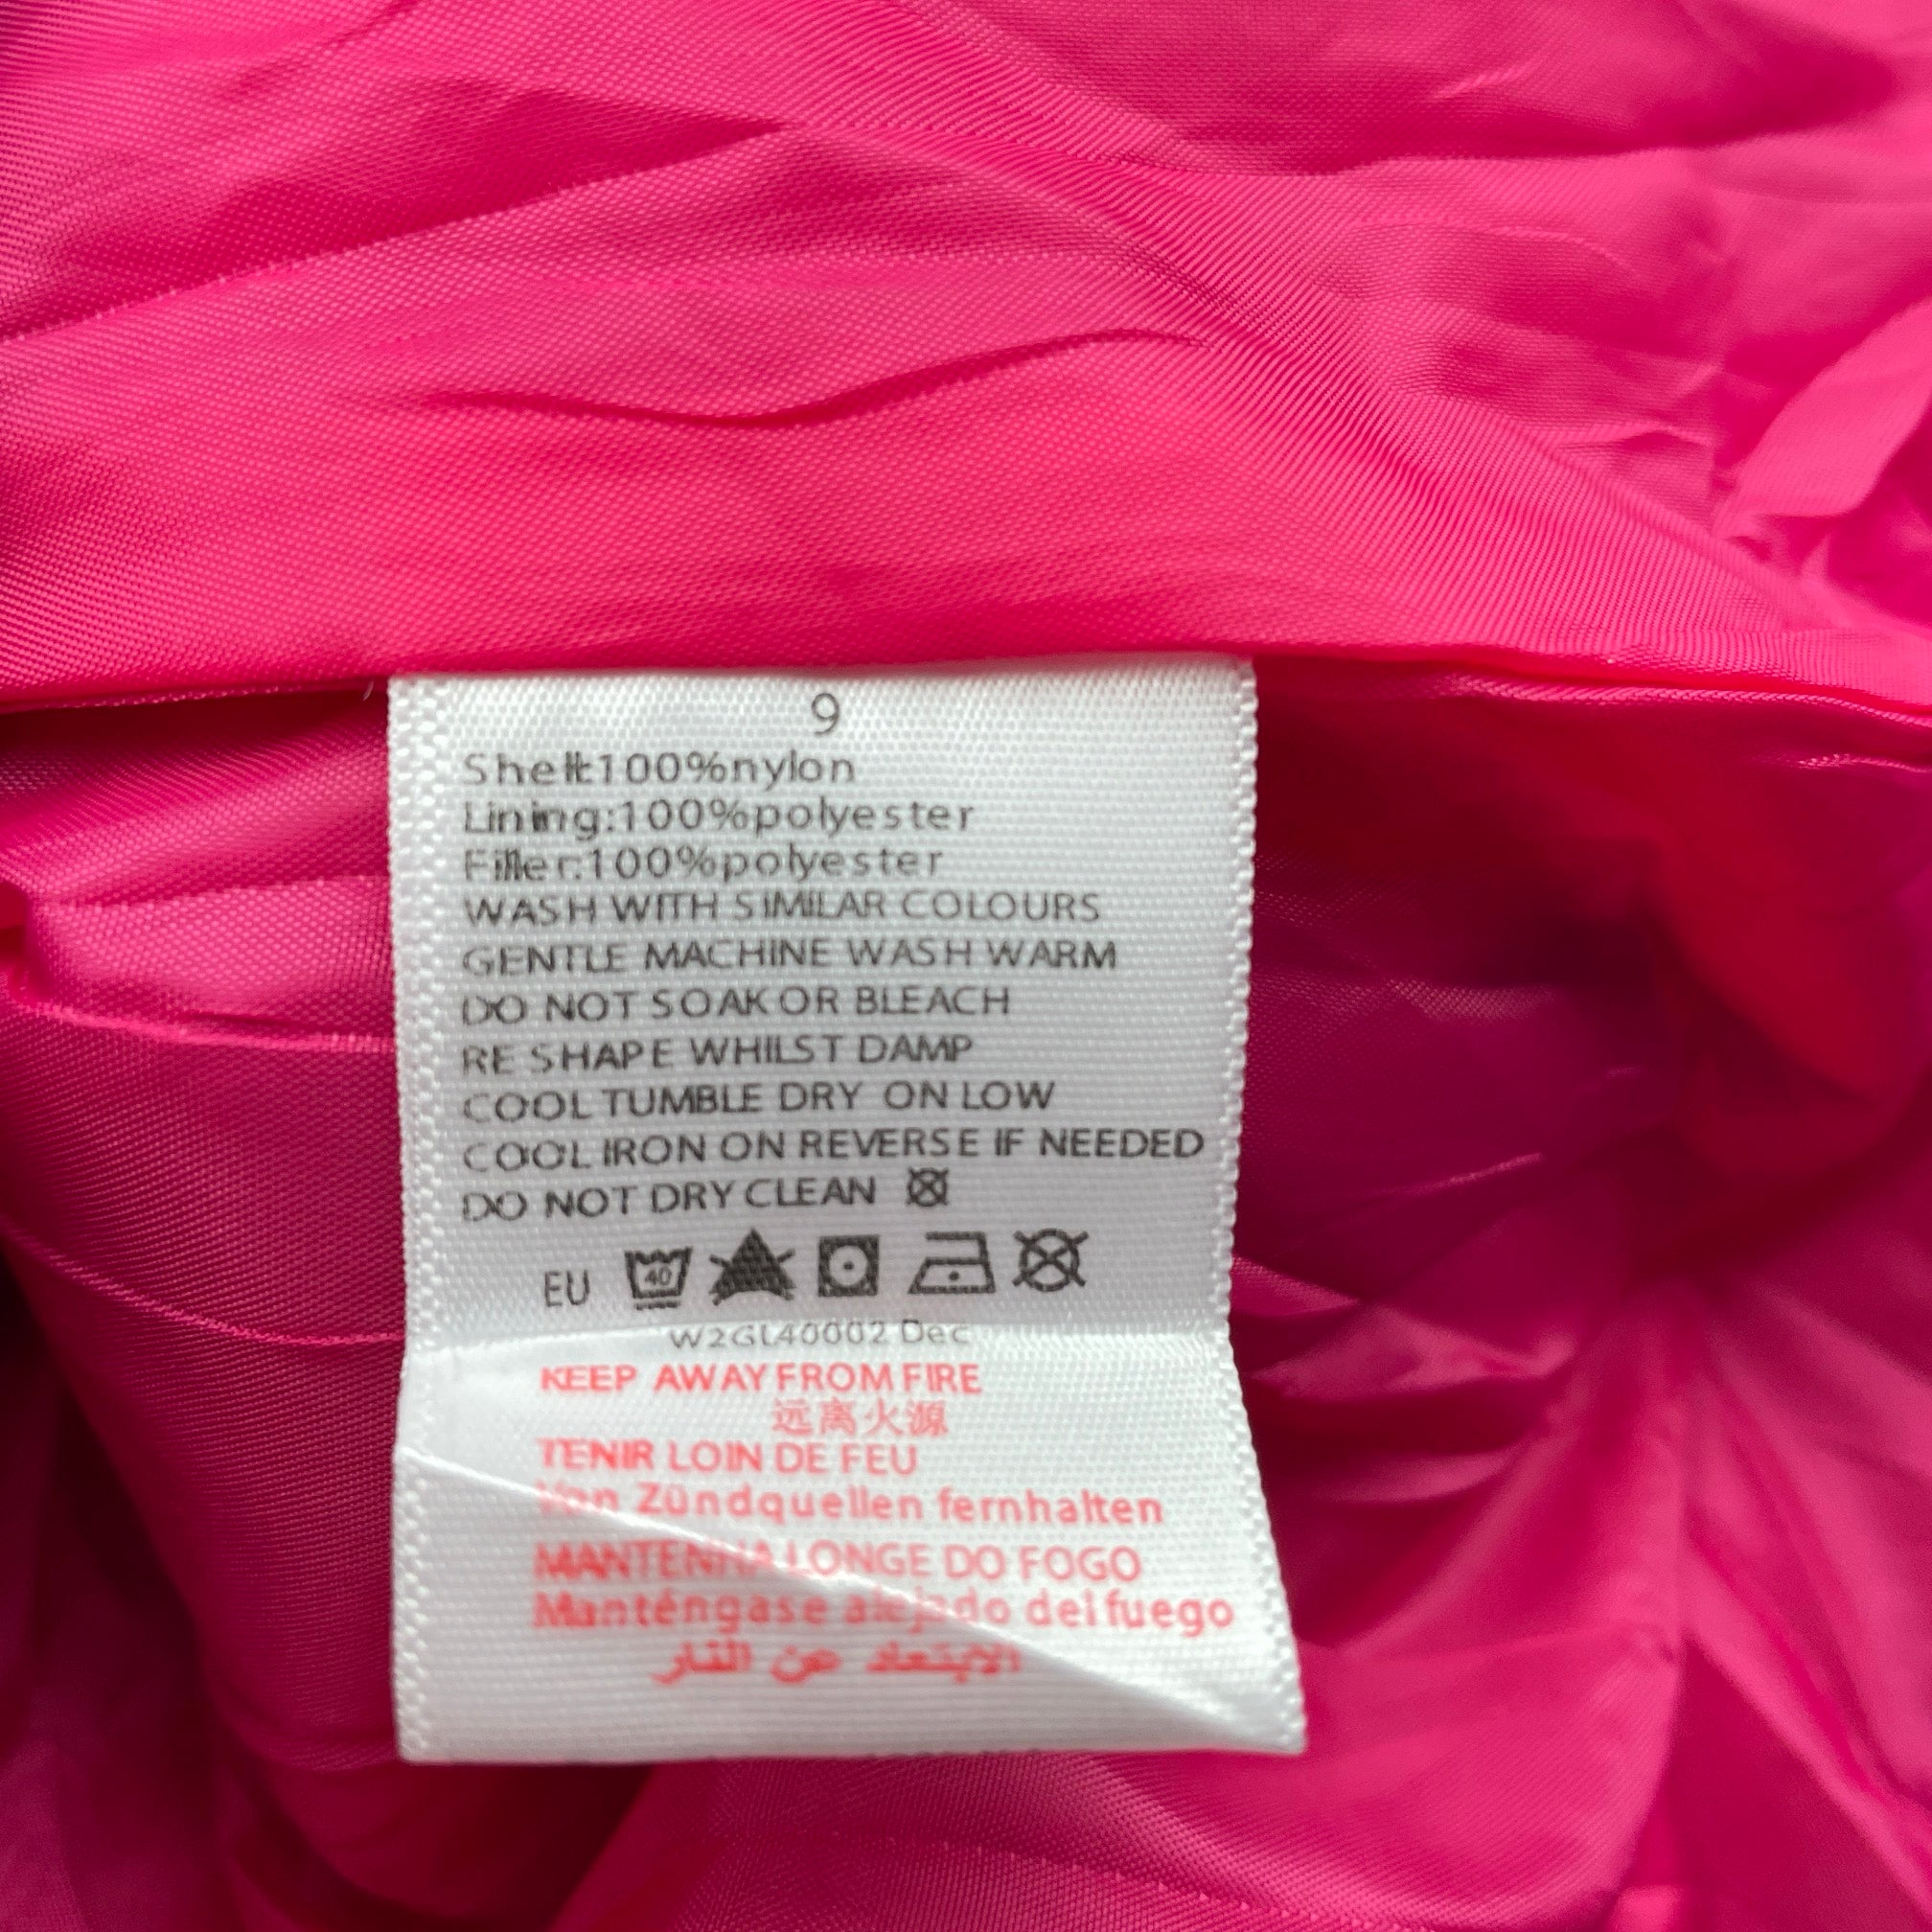 9
Shell:100%nylon
Lining:100%polyester
Filler:100%polyester
WASH WITH SIMILAR COLOURS
GENTLE MACHINE WASH WARM
DO NOT SOAK OR BLEACH
RE SHAPE WHILST DAMP
COOL TUMBLE DRY ON LOW
COOL IRON ON REVERSE IF NEEDED
DO NOT DRY CLEAN
EU 40
W2GL40002 Dec
KEEP AWAY FROM FIRE
远离火源
TENIR LOIN DE FEU
Von Zündquellen fernhalten
MANTENHA LONGE DO FOGO
Manténgase alejado del fuego
الابتعاد عن النار